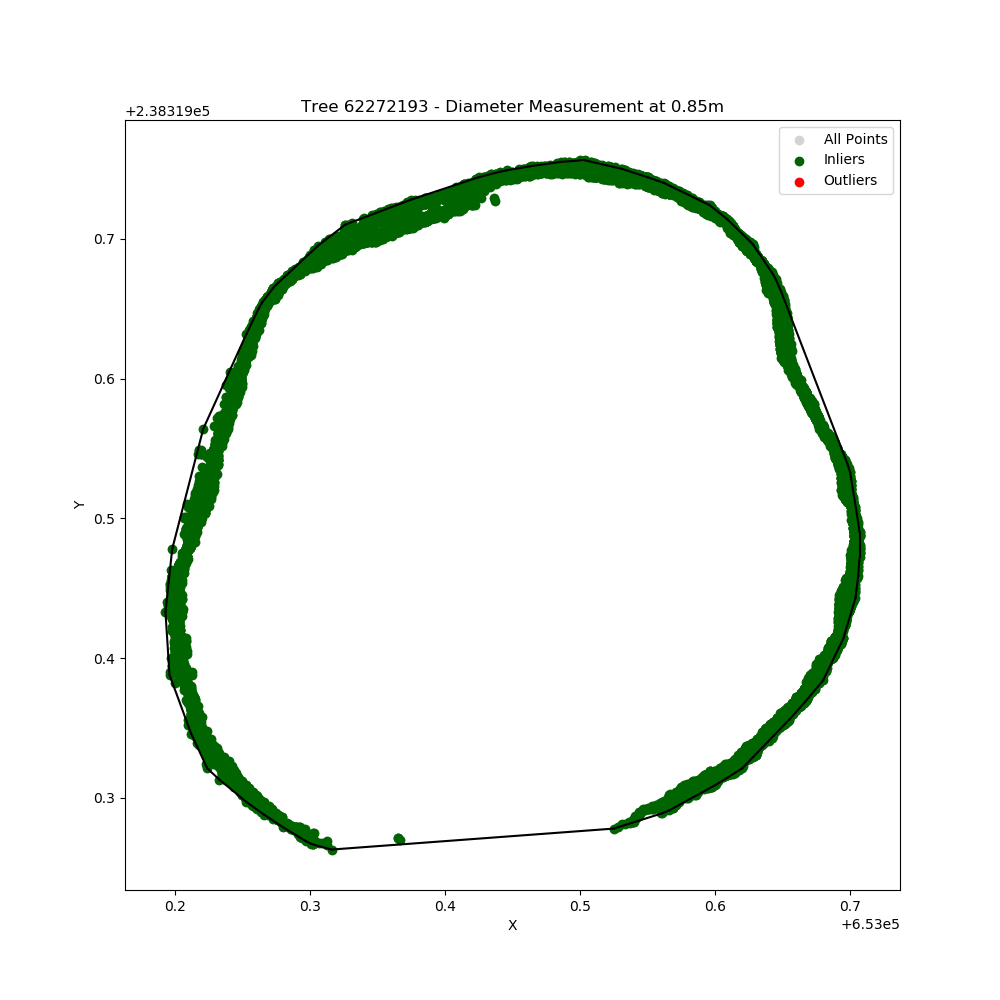 Tree 62272193 - Diameter Measurement at 0.85m
+2.38319e5
All Points
Inliers
Outliers
0.7
0.6
0.5
0.4
0.3
Y
0.2 0.3 0.4 0.5 0.6 0.7
X
+6.53e5